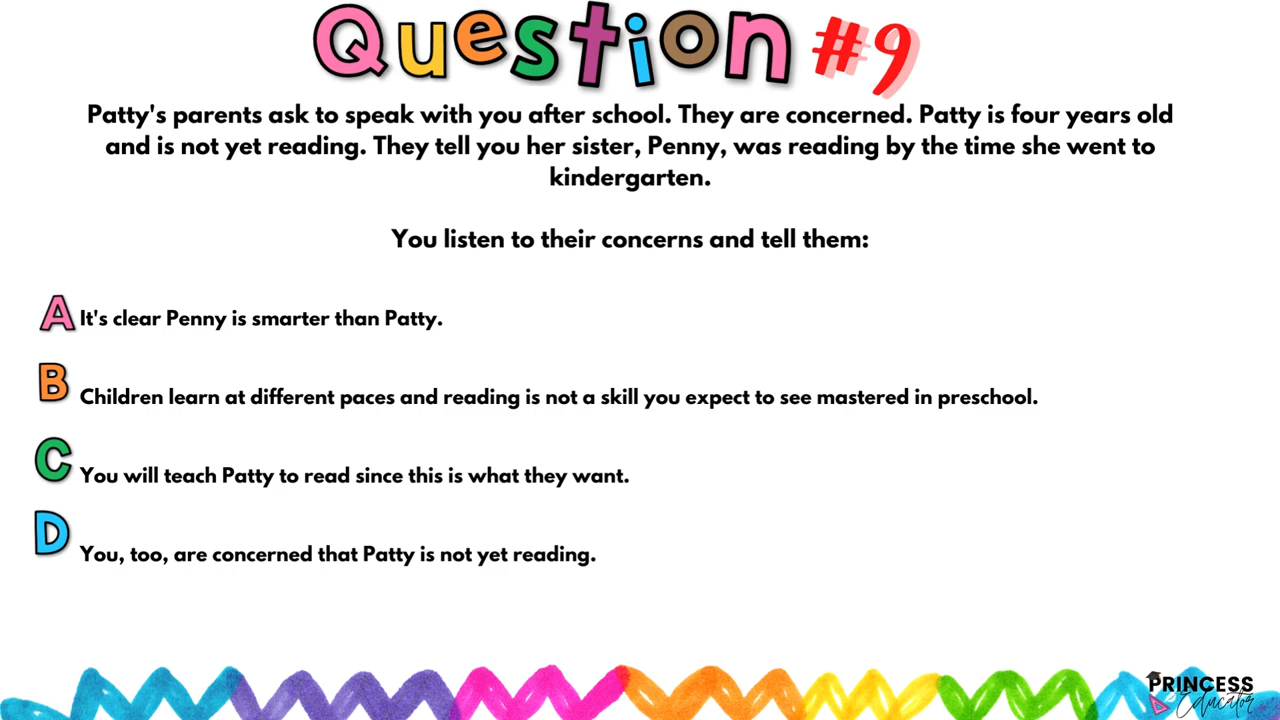 Question #9
Patty's parents ask to speak with you after school. They are concerned. Patty is four years old
and is not yet reading. They tell you her sister, Penny, was reading by the time she went to
kindergarten.
You listen to their concerns and tell them:
A It's clear Penny is smarter than Patty.
B Children learn at different paces and reading is not a skill you expect to see mastered in preschool.
C You will teach Patty to read since this is what they want.
D You, too, are concerned that Patty is not yet reading.
PRINCESS
Educator